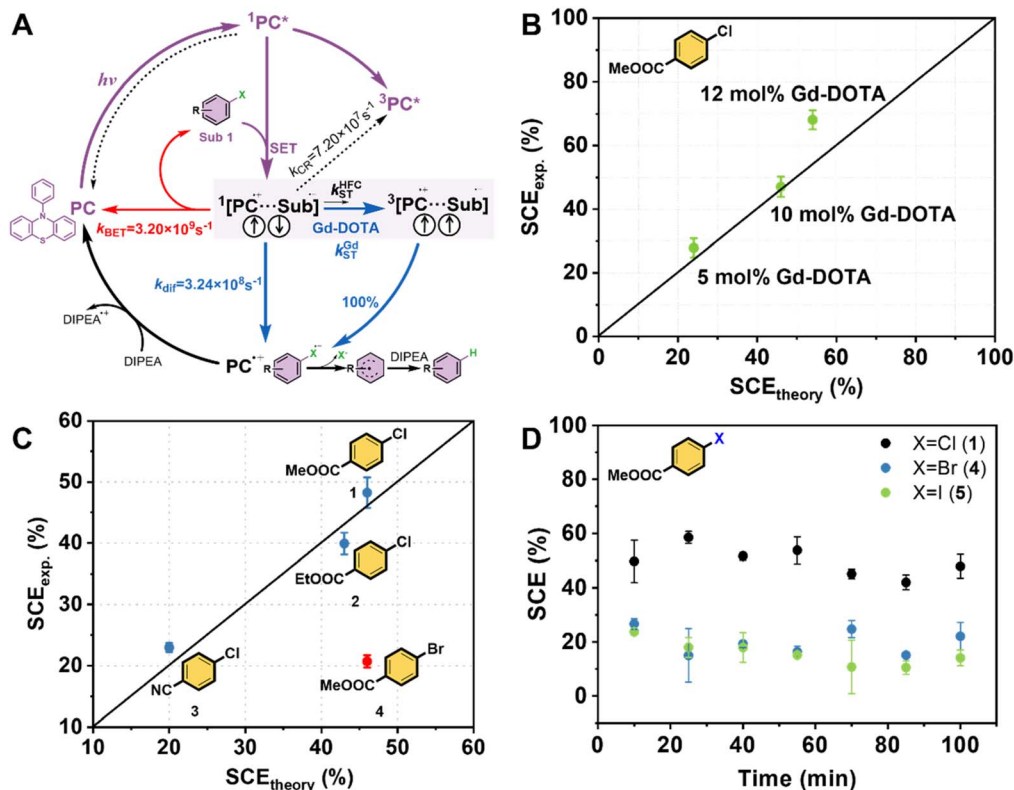 A
¹PC*
hν
R
X
Sub 1
SET
³PC*
k_CR=7.20×10⁷s⁻¹
S
PC
k_BET=3.20×10⁹s⁻¹
¹[PC•⁺⋯Sub•⁻]
k_ST^HFC
Gd-DOTA
k_ST^Gd
³[PC•⁺⋯Sub•⁻]
k_dif=3.24×10⁸s⁻¹
100%
DIPEA•⁺
DIPEA
PC•⁺
R
X•⁻
X⁻
R
DIPEA
R
H
B
SCE_exp. (%)
100
80
60
40
20
0
Cl
MeOOC
12 mol% Gd-DOTA
10 mol% Gd-DOTA
5 mol% Gd-DOTA
0 20 40 60 80 100
SCE_theory (%)
C
SCE_exp. (%)
60
50
40
30
20
10
Cl
MeOOC
1
Cl
EtOOC
2
Cl
NC
3
Br
MeOOC
4
10 20 30 40 50 60
SCE_theory (%)
D
SCE (%)
100
80
60
40
20
0
X
MeOOC
X=Cl (1)
X=Br (4)
X=I (5)
0 20 40 60 80 100
Time (min)